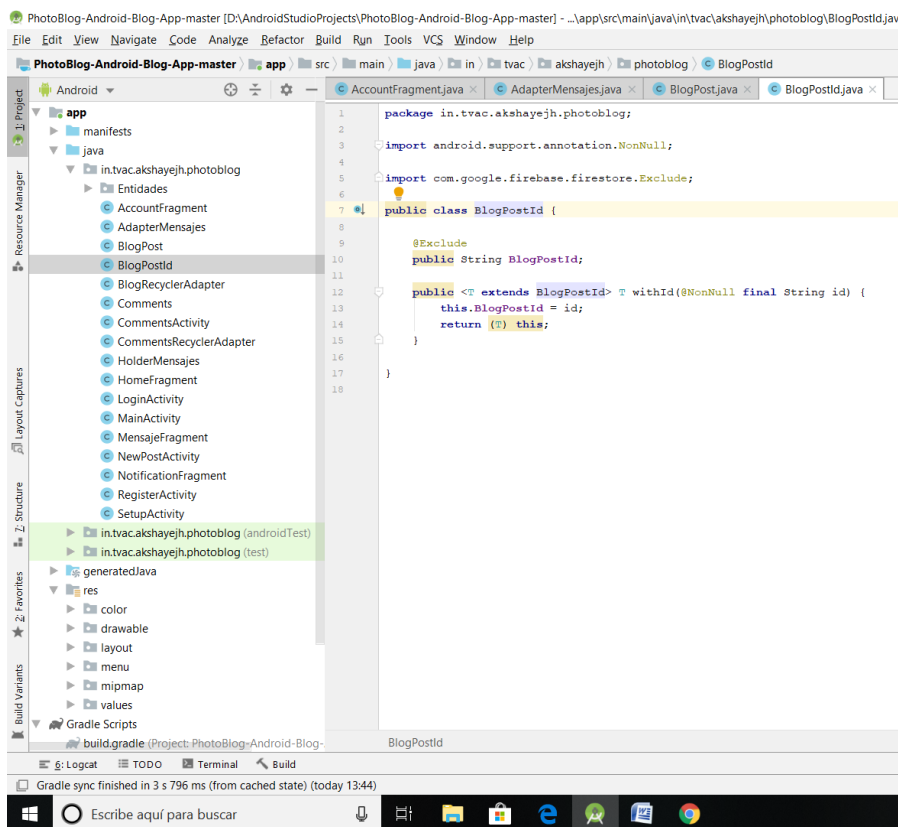 PhotoBlog-Android-Blog-App-master [D:\AndroidStudioProjects\PhotoBlog-Android-Blog-App-master] - ...\app\src\main\java\in\tvac\akshayejh\photoblog\BlogPostId.jav
File Edit View Navigate Code Analyze Refactor Build Run Tools VCS Window Help
PhotoBlog-Android-Blog-App-master app src main java in tvac akshayejh photoblog BlogPostId
1: Project
Resource Manager
Layout Captures
7: Structure
2: Favorites
Build Variants
Android
app
manifests
java
in.tvac.akshayejh.photoblog
Entidades
AccountFragment
AdapterMensajes
BlogPost
BlogPostId
BlogRecyclerAdapter
Comments
CommentsActivity
CommentsRecyclerAdapter
HolderMensajes
HomeFragment
LoginActivity
MainActivity
MensajeFragment
NewPostActivity
NotificationFragment
RegisterActivity
SetupActivity
in.tvac.akshayejh.photoblog (androidTest)
in.tvac.akshayejh.photoblog (test)
generatedJava
res
color
drawable
layout
menu
mipmap
values
Gradle Scripts
build.gradle (Project: PhotoBlog-Android-Blog-
AccountFragment.java AdapterMensajes.java BlogPost.java BlogPostId.java
1 package in.tvac.akshayejh.photoblog;
2
3 import android.support.annotation.NonNull;
4
5 import com.google.firebase.firestore.Exclude;
6
7 public class BlogPostId {
8
9 @Exclude
10 public String BlogPostId;
11
12 public <T extends BlogPostId> T withId(@NonNull final String id) {
13 this.BlogPostId = id;
14 return (T) this;
15 }
16
17 }
18
BlogPostId
6: Logcat TODO Terminal Build
Gradle sync finished in 3 s 796 ms (from cached state) (today 13:44)
Escribe aquí para buscar